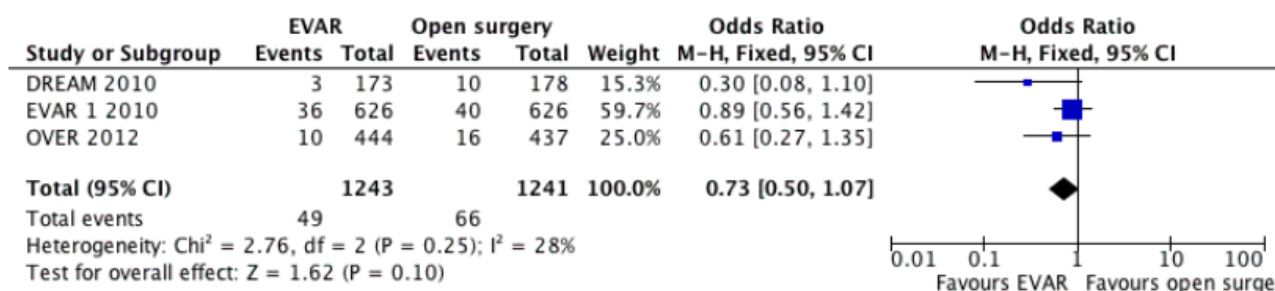 EVAR Open surgery Odds Ratio Odds Ratio
Study or Subgroup Events Total Events Total Weight M-H, Fixed, 95% CI M-H, Fixed, 95% CI
DREAM 2010 3 173 10 178 15.3% 0.30 [0.08, 1.10]
EVAR 1 2010 36 626 40 626 59.7% 0.89 [0.56, 1.42]
OVER 2012 10 444 16 437 25.0% 0.61 [0.27, 1.35]
Total (95% CI) 1243 1241 100.0% 0.73 [0.50, 1.07]
Total events 49 66
Heterogeneity: Chi² = 2.76, df = 2 (P = 0.25); I² = 28%
Test for overall effect: Z = 1.62 (P = 0.10)
0.01 0.1 1 10 100
Favours EVAR Favours open surge